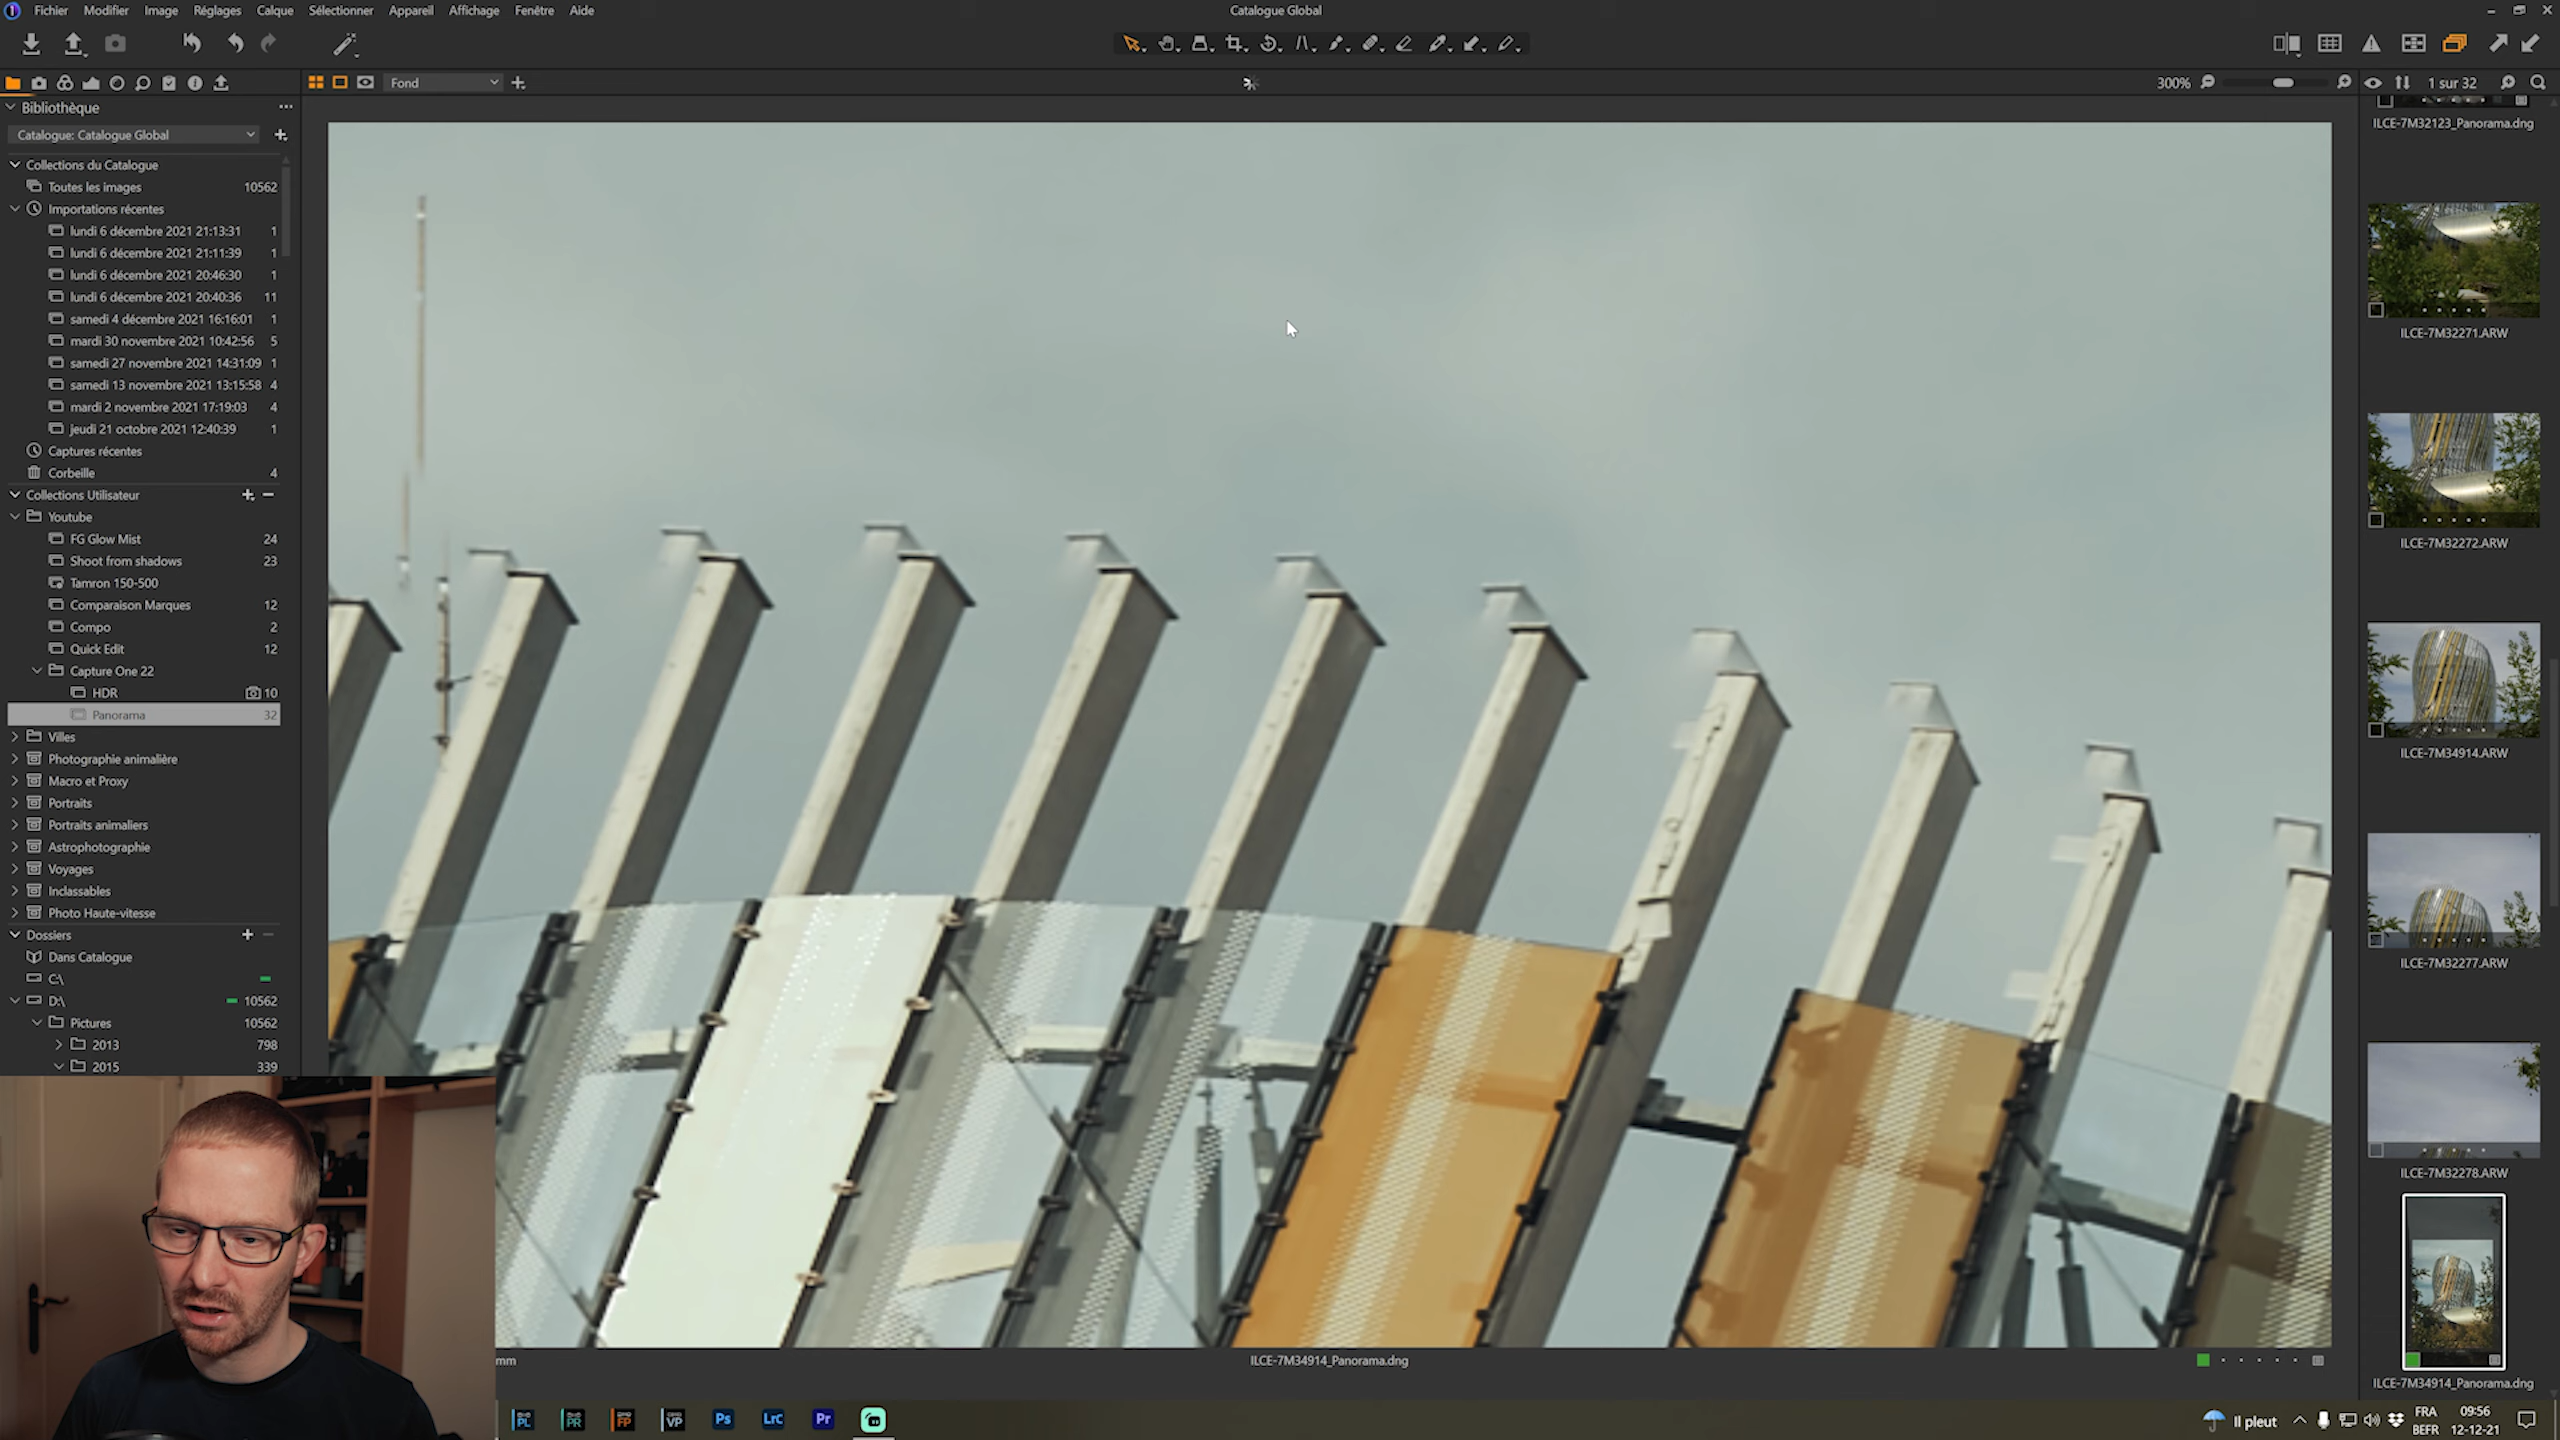 Fichier Modifier Image Réglages Calque Sélectionner Appareil Affichage Fenêtre Aide
Catalogue Global
Fond
300%
1 sur 32
Bibliothèque
Catalogue: Catalogue Global
Collections du Catalogue
Toutes les images 10562
Importations récentes
lundi 6 décembre 2021 21:13:31 1
lundi 6 décembre 2021 21:11:39 1
lundi 6 décembre 2021 20:46:30 1
lundi 6 décembre 2021 20:40:36 11
samedi 4 décembre 2021 16:16:01 1
mardi 30 novembre 2021 10:42:56 5
samedi 27 novembre 2021 14:31:09 1
samedi 13 novembre 2021 13:15:58 4
mardi 2 novembre 2021 17:19:03 4
jeudi 21 octobre 2021 12:40:39 1
Captures récentes
Corbeille 4
Collections Utilisateur
Youtube
FG Glow Mist 24
Shoot from shadows 23
Tamron 150-500
Comparaison Marques 12
Compo 2
Quick Edit 12
Capture One 22
HDR 10
Panorama 32
Villes
Photographie animalière
Macro et Proxy
Portraits
Portraits animaliers
Astrophotographie
Voyages
Inclassables
Photo Haute-vitesse
Dossiers
Dans Catalogue
C:\
D:\ 10562
Pictures 10562
2013 798
2015 339
ILCE-7M32123_Panorama.dng
ILCE-7M32271.ARW
ILCE-7M32272.ARW
ILCE-7M34914.ARW
ILCE-7M32277.ARW
ILCE-7M32278.ARW
ILCE-7M34914_Panorama.dng
mm
ILCE-7M34914_Panorama.dng
PL PR FP VP Ps LrC Pr
Il pleut
FRA
BEFR
09:56
12-12-21